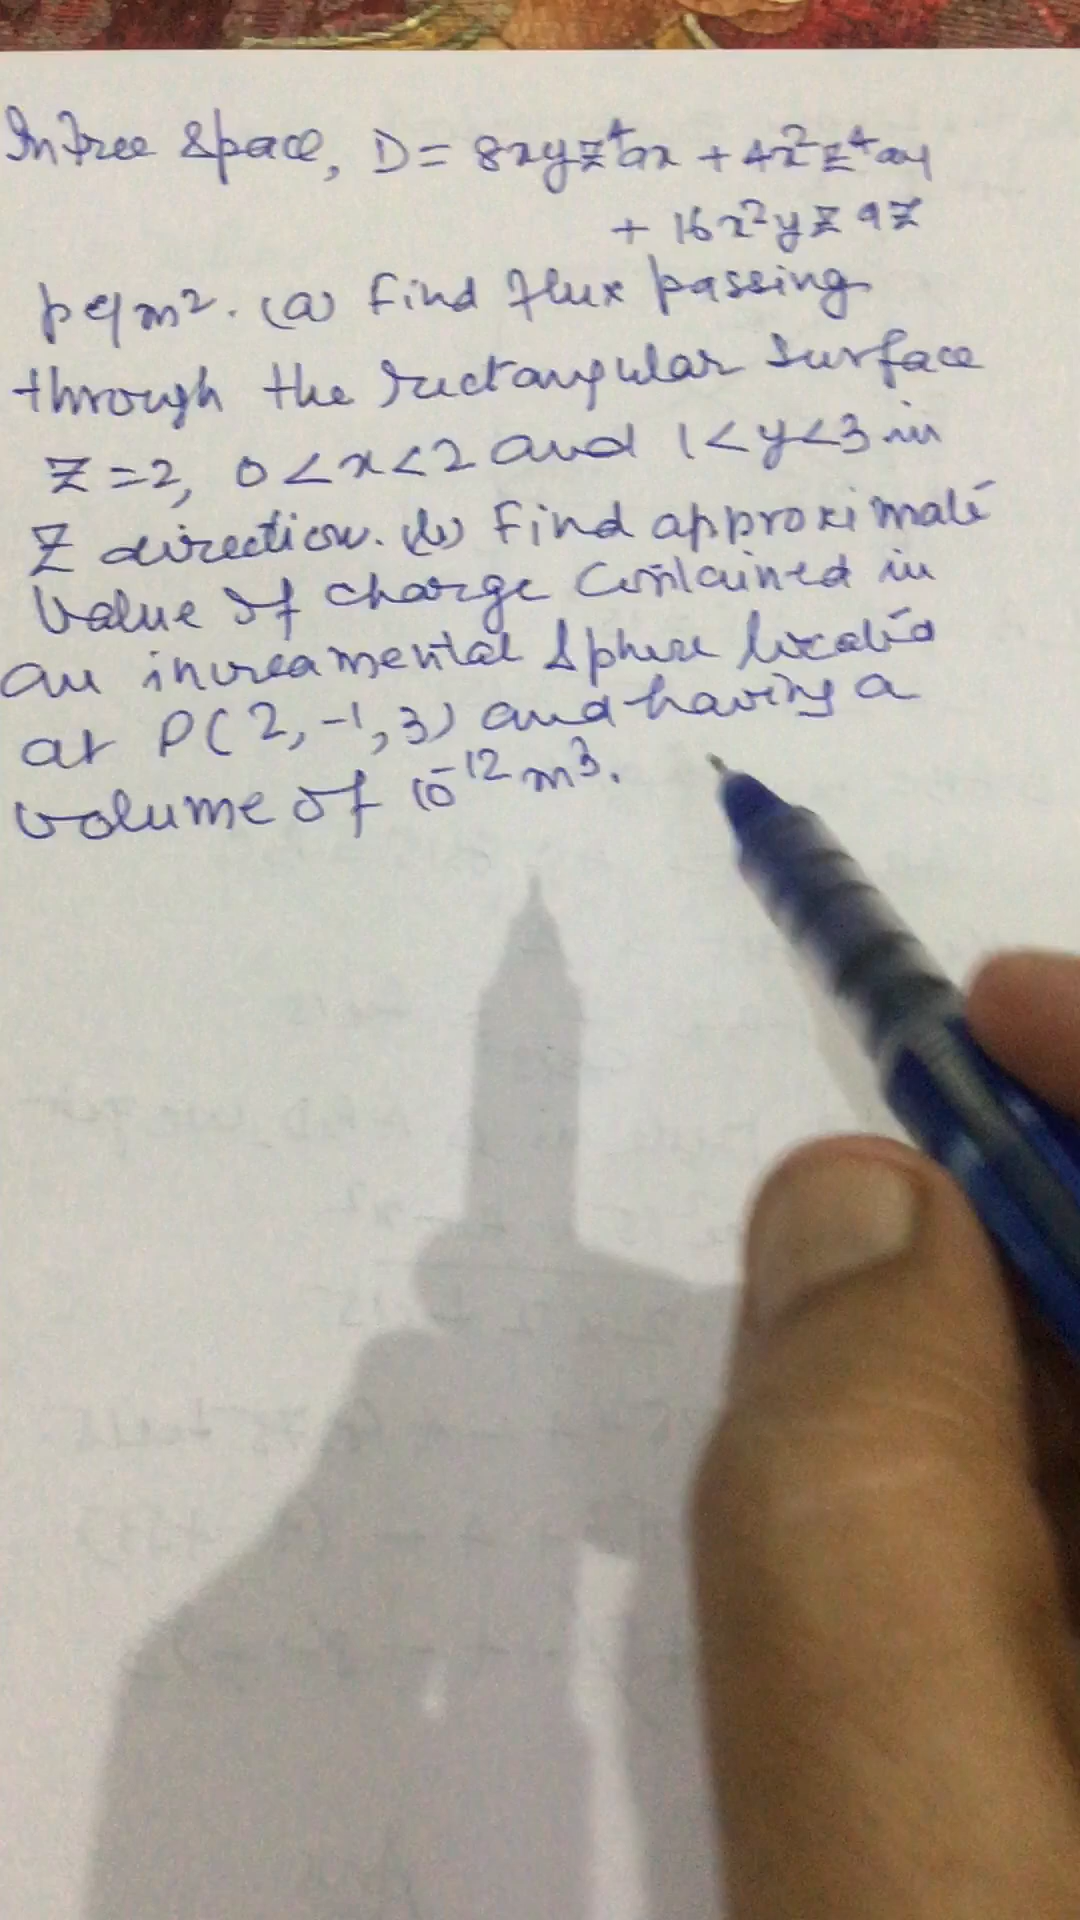 In free space, D = 8xyz⁴ax + 4x²z⁴ay
+ 16x²yz az
pc/m². (a) Find flux passing
through the rectangular surface
Z=2, 0<x<2 and 1<y<3 in
Z direction. (b) Find approximate
value of charge contained in
an increamental sphere located
at P(2,-1,3) and having a
volume of 10⁻¹² m³.